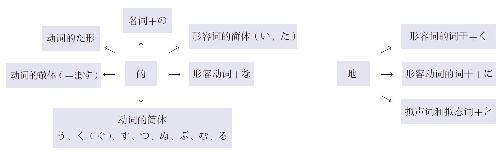 名词+の
动词的た形
形容词的简体（い、た）
形容词的词干+く
动词的敬体（－ます）
的
形容动词+な
地
形容动词的词干+に
动词的简体
う、く（ぐ）、す、つ、ぬ、ぶ、む、る
拟声词和拟态词+と